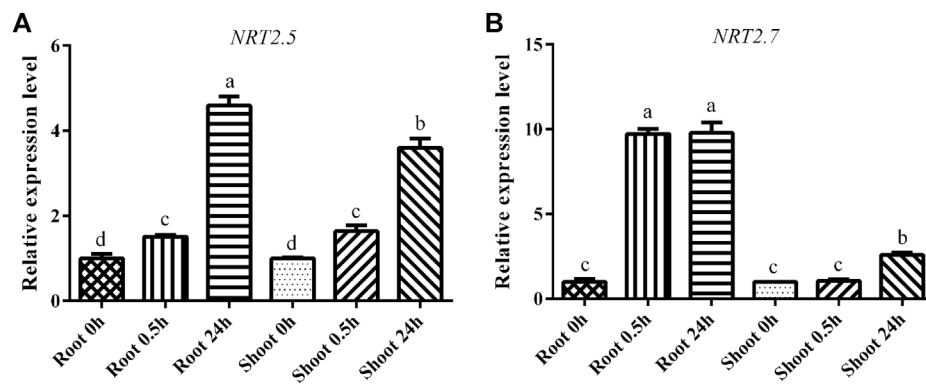 A
NRT2.5
Relative expression level
6
4
2
0
d
c
a
d
c
b
Root 0h
Root 0.5h
Root 24h
Shoot 0h
Shoot 0.5h
Shoot 24h
B
NRT2.7
Relative expression level
15
10
5
0
c
a
a
c
c
b
Root 0h
Root 0.5h
Root 24h
Shoot 0h
Shoot 0.5h
Shoot 24h